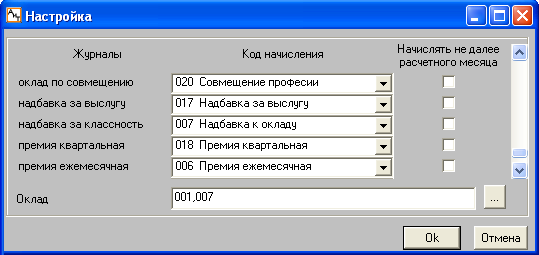 Настройка
Журналы Код начисления Начислять не далее
расчетного месяца
оклад по совмещению 020 Совмещение професии
надбавка за выслугу 017 Надбавка за выслугу
надбавка за классность 007 Надбавка к окладу
премия квартальная 018 Премия квартальная
премия ежемесячная 006 Премия ежемесячная
Оклад 001,007 ...
Ok Отмена